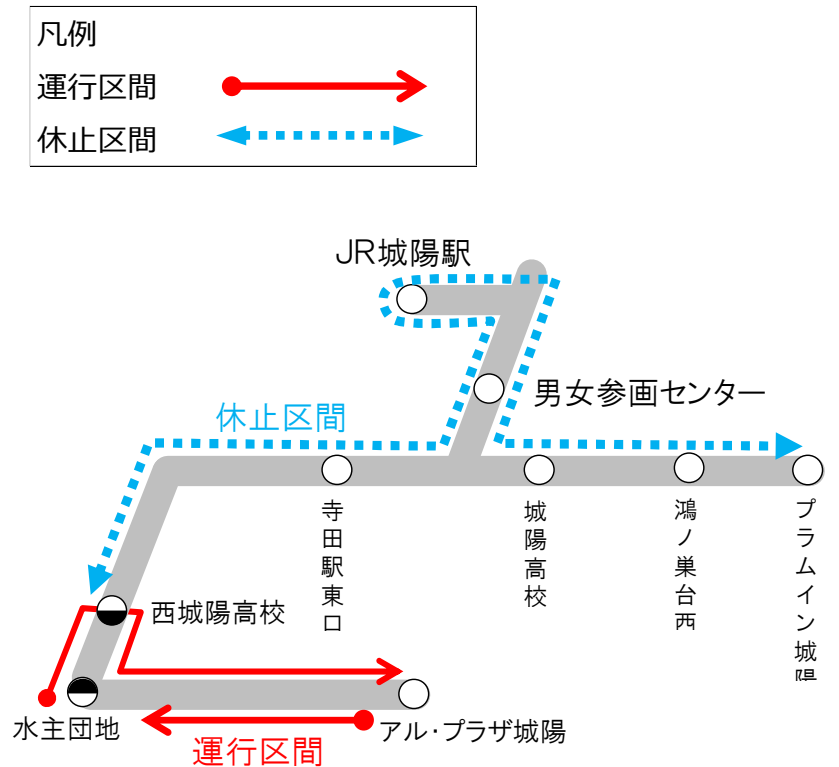 凡例
運行区間
休止区間
JR城陽駅
男女参画センター
休止区間
寺田駅東口
城陽高校
鴻ノ巣台西
プラムイン城陽
西城陽高校
水主団地
アル・プラザ城陽
運行区間